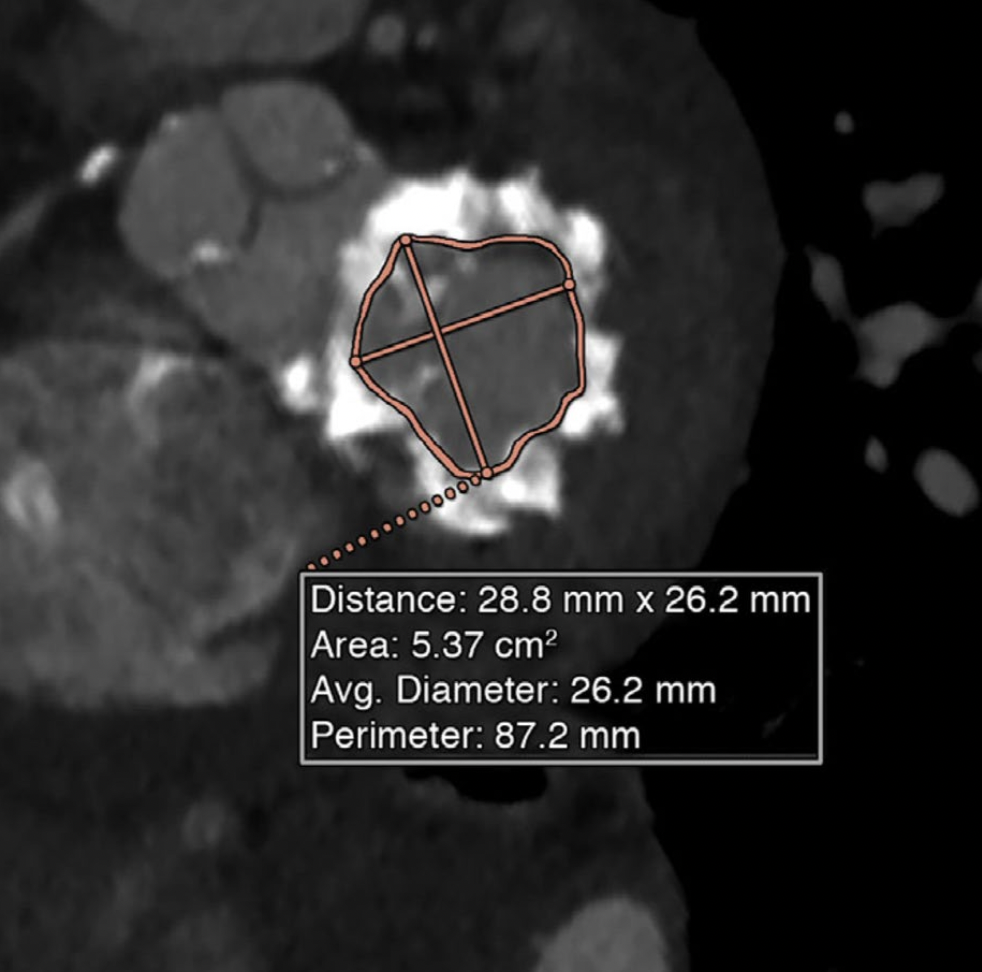 Distance: 28.8 mm x 26.2 mm
Area: 5.37 cm²
Avg. Diameter: 26.2 mm
Perimeter: 87.2 mm